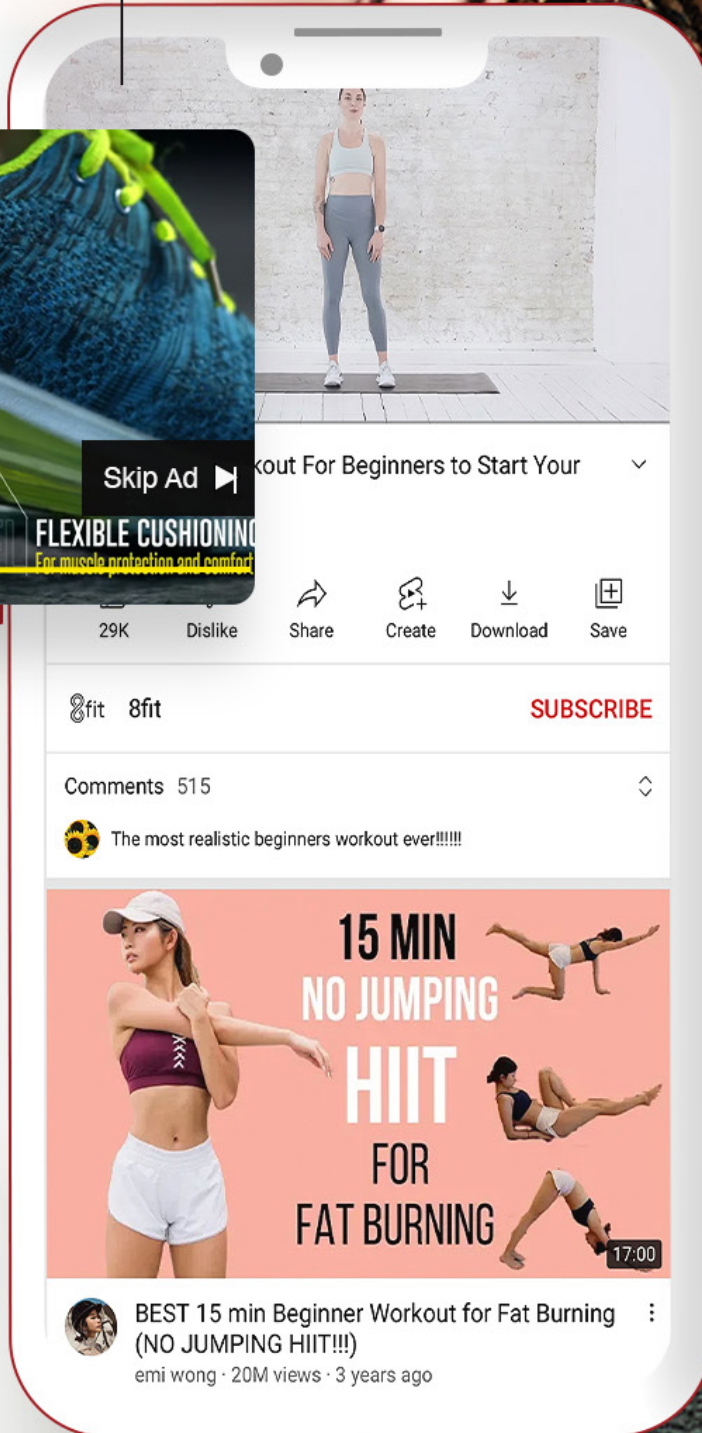 Skip Ad
FLEXIBLE CUSHIONING
For muscle protection and comfort
For Beginners to Start Your
29K
Dislike
Share
Create
Download
Save
8fit 8fit
SUBSCRIBE
Comments 515
The most realistic beginners workout ever!!!!!!
15 MIN
NO JUMPING
HIIT
FOR
FAT BURNING
17:00
BEST 15 min Beginner Workout for Fat Burning
(NO JUMPING HIIT!!!)
emi wong · 20M views · 3 years ago